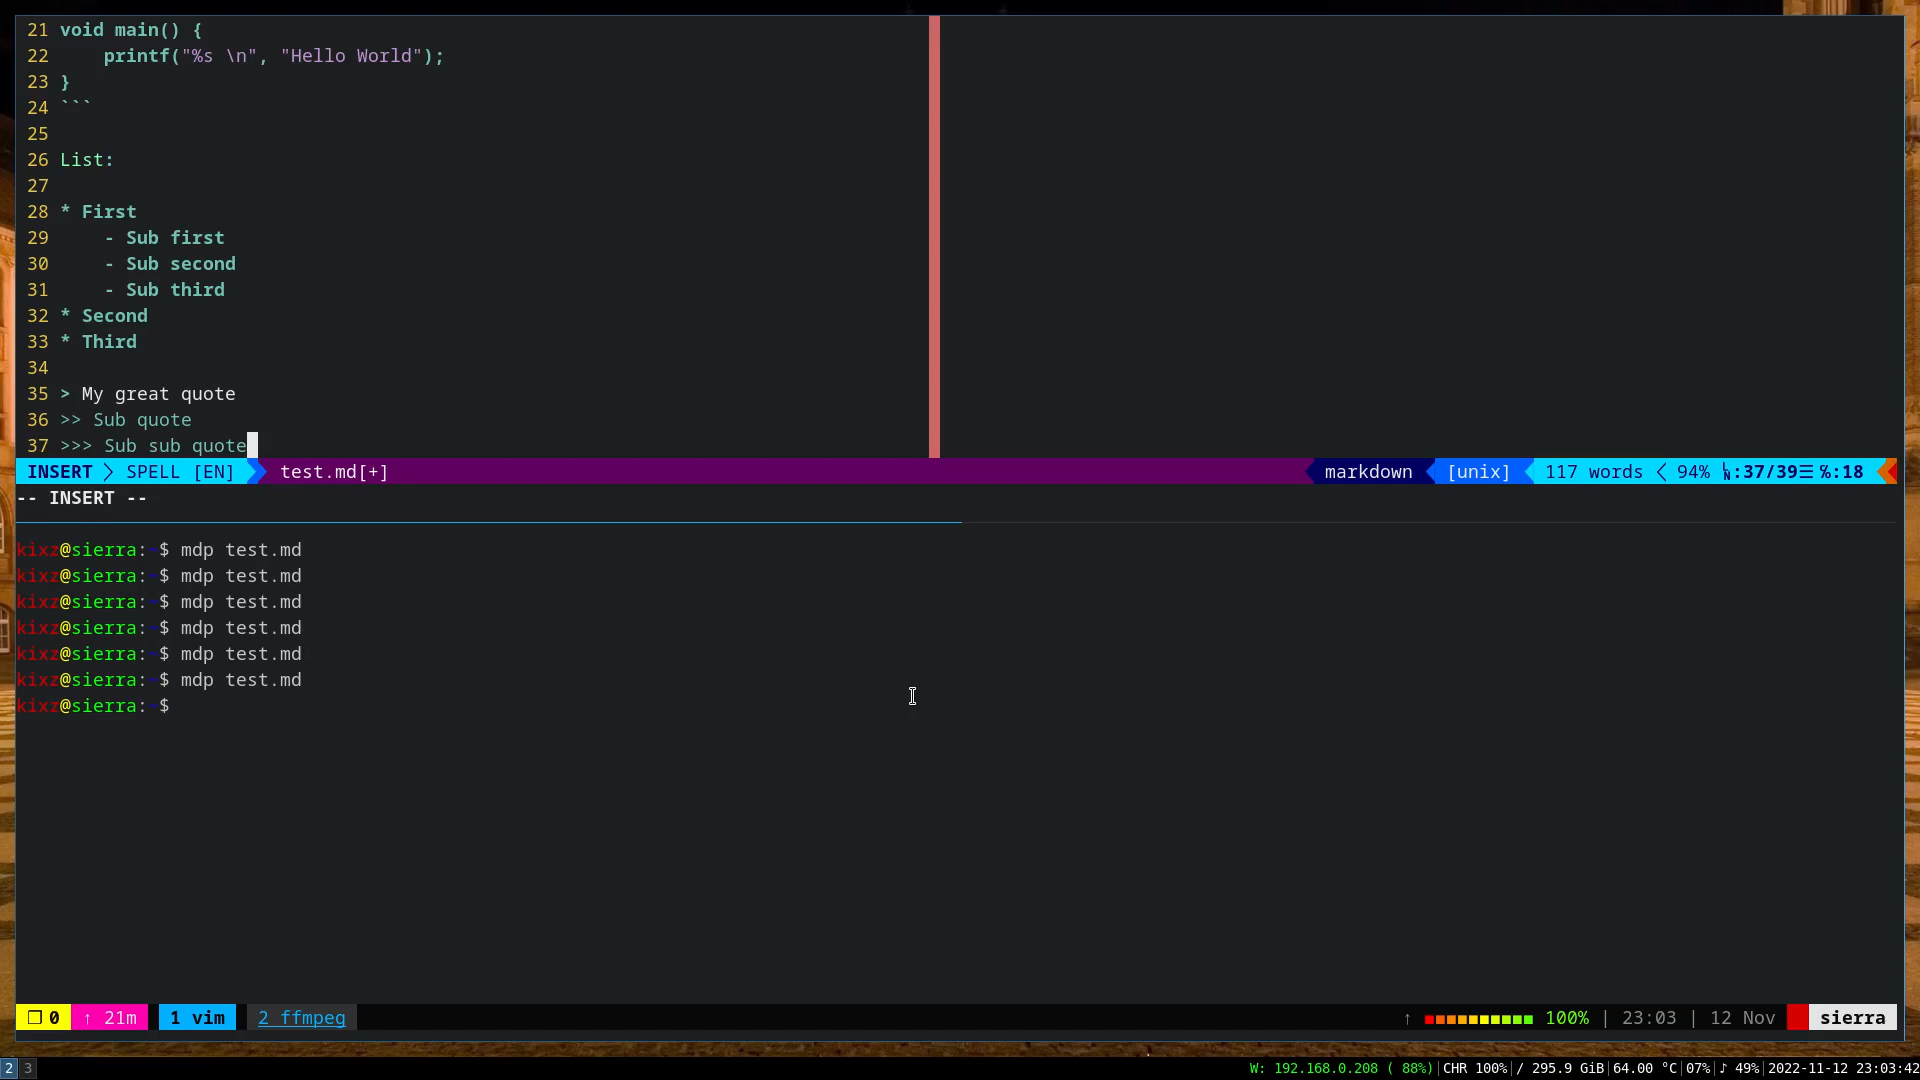 21 void main() {
22     printf("%s \n", "Hello World");
23 }
24 ```
25
26 List:
27
28 * First
29     - Sub first
30     - Sub second
31     - Sub third
32 * Second
33 * Third
34
35 > My great quote
36 >> Sub quote
37 >>> Sub sub quote
INSERT SPELL [EN] test.md[+] markdown [unix] 117 words 94% ㏑:37/39☰ ℅:18
-- INSERT --
kixz@sierra:~$ mdp test.md
kixz@sierra:~$ mdp test.md
kixz@sierra:~$ mdp test.md
kixz@sierra:~$ mdp test.md
kixz@sierra:~$ mdp test.md
kixz@sierra:~$ mdp test.md
kixz@sierra:~$
❐ 0 ↑ 21m 1 vim 2 ffmpeg ↑ 100% | 23:03 | 12 Nov sierra
2 3 W: 192.168.0.208 ( 88%)|CHR 100%|/ 295.9 GiB|64.00 °C|07%|♪ 49%|2022-11-12 23:03:42